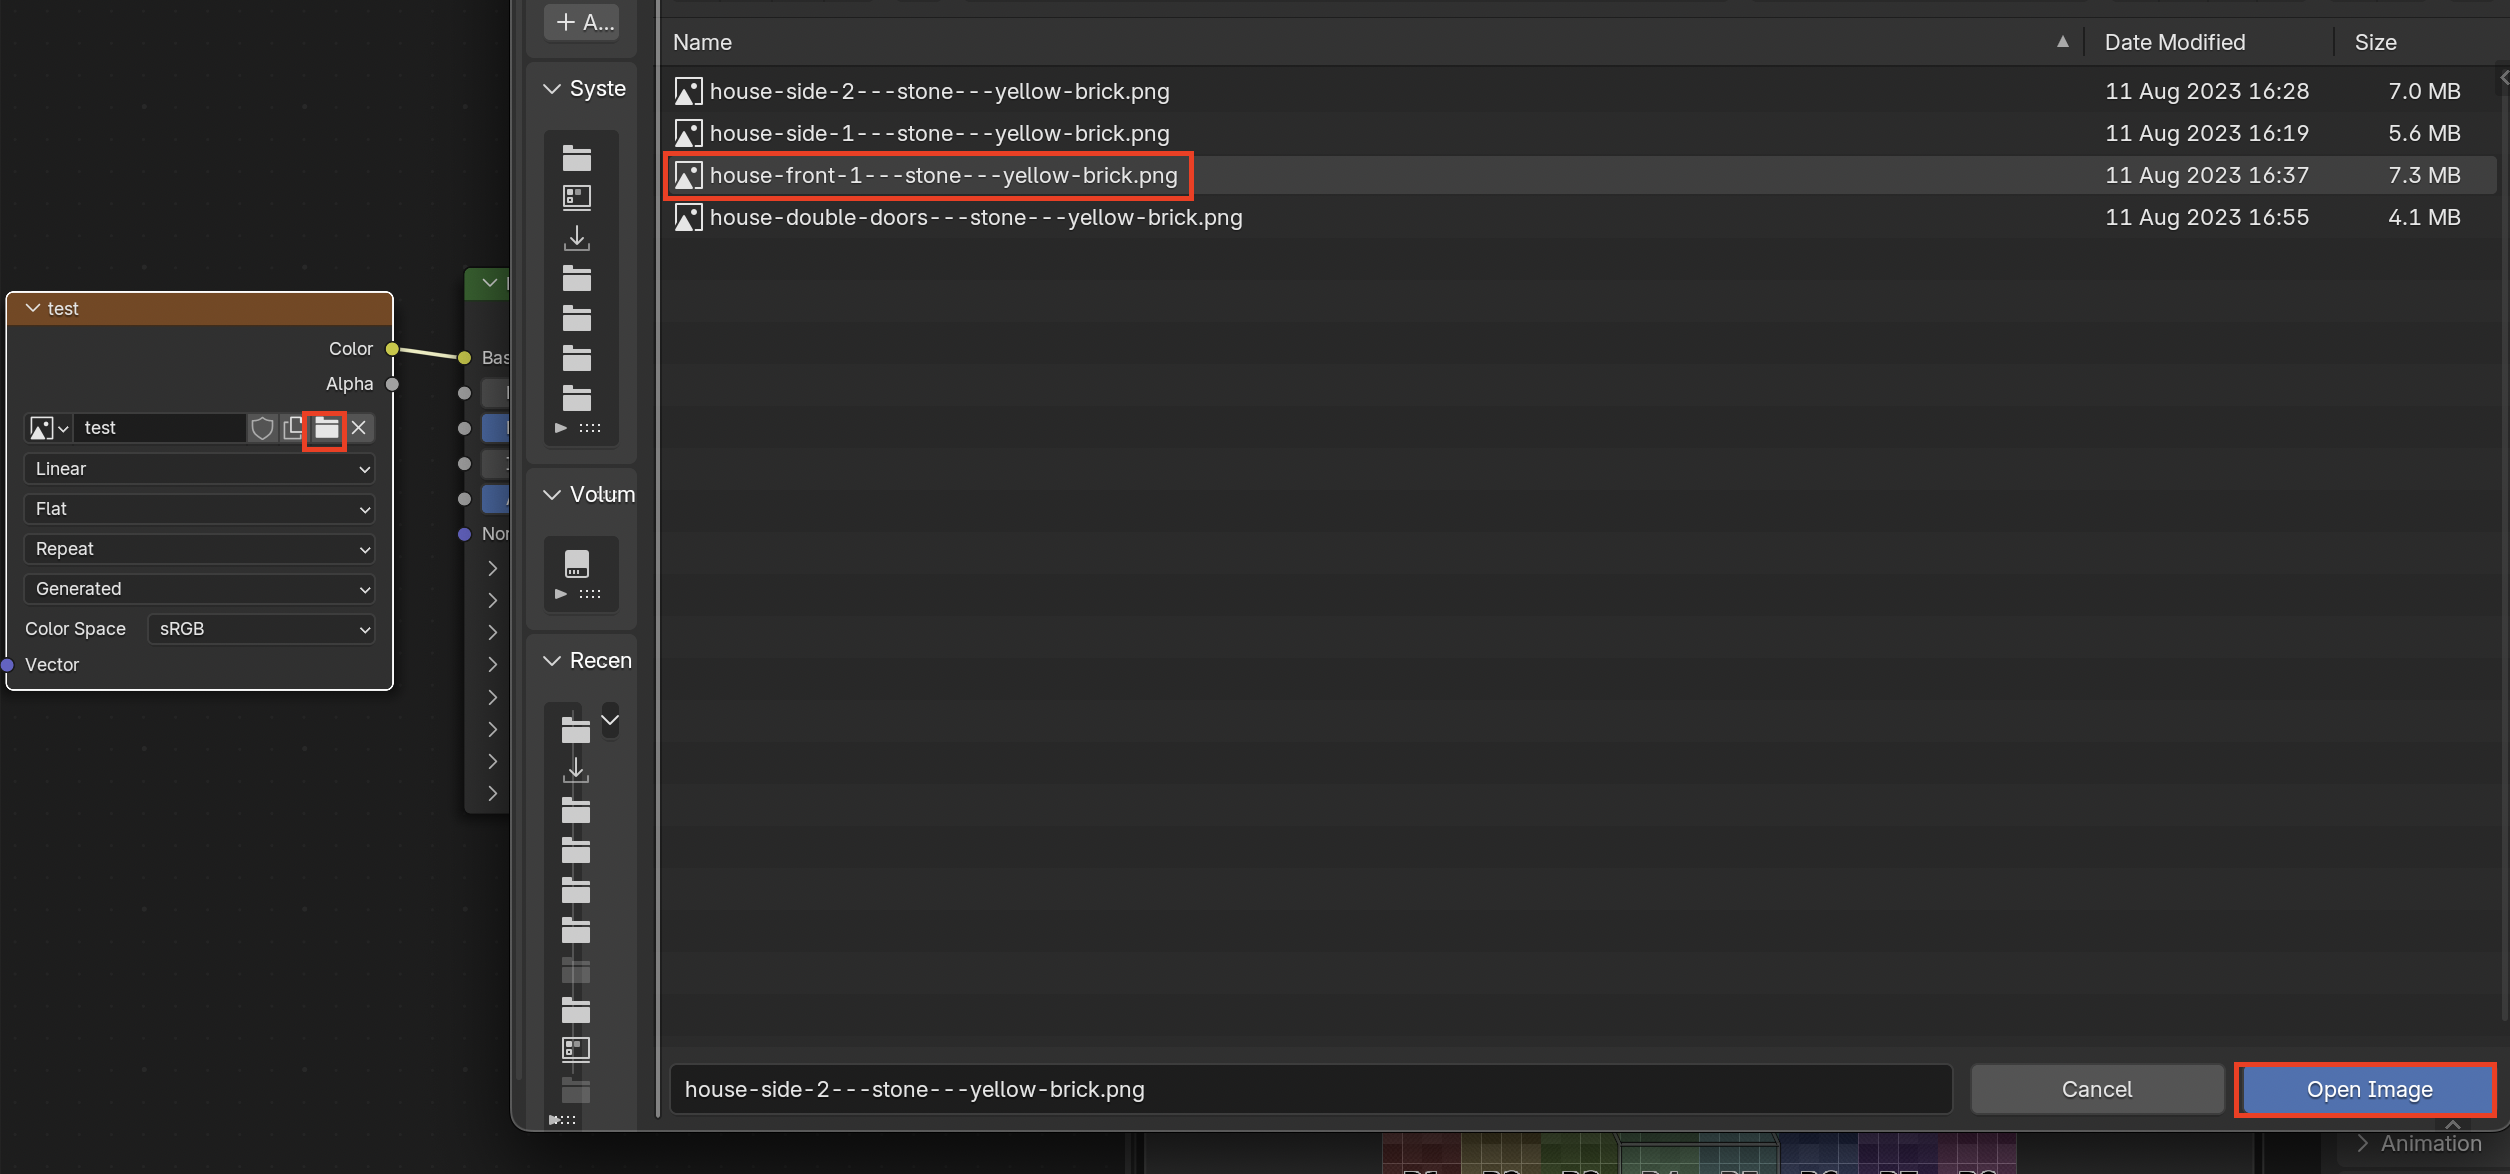 A...
Name
Date Modified
Size
Syste
house-side-2---stone---yellow-brick.png
11 Aug 2023 16:28
7.0 MB
house-side-1---stone---yellow-brick.png
11 Aug 2023 16:19
5.6 MB
house-front-1---stone---yellow-brick.png
11 Aug 2023 16:37
7.3 MB
house-double-doors---stone---yellow-brick.png
11 Aug 2023 16:55
4.1 MB
test
Color
Bas
Alpha
test
Linear
Flat
Repeat
Generated
Color Space
sRGB
Vector
Nor
Volum
Recen
house-side-2---stone---yellow-brick.png
Cancel
Open Image
Animation